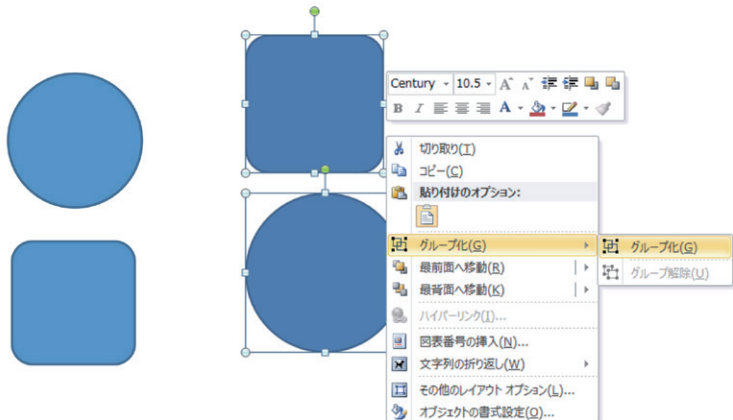 Century 10.5 A A
B I A
切り取り(T)
コピー(C)
貼り付けのオプション:
グループ化(G)
グループ化(G)
最前面へ移動(R)
グループ解除(U)
最背面へ移動(K)
ハイパーリンク(I)...
図表番号の挿入(N)...
文字列の折り返し(W)
その他のレイアウト オプション(L)...
オブジェクトの書式設定(O)...